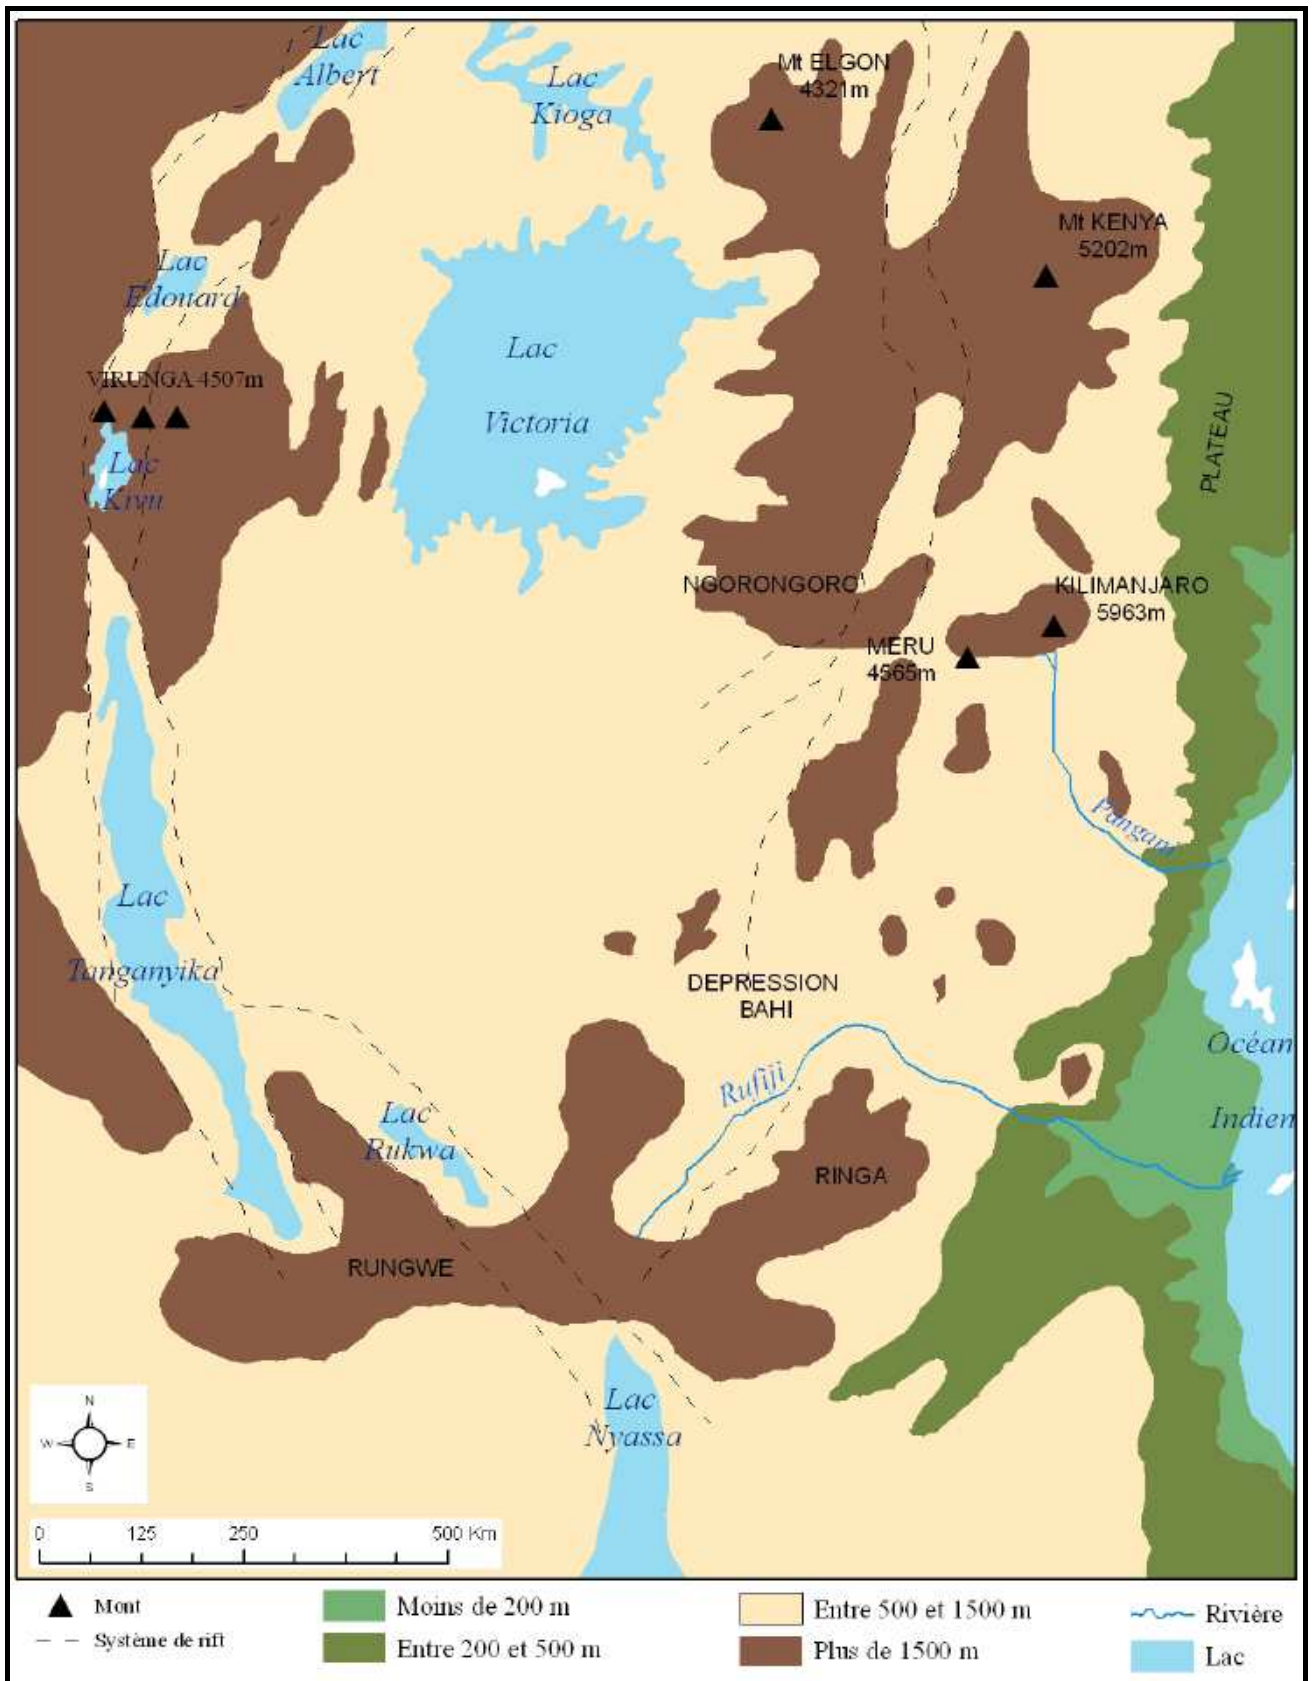 Lac
Albert
Lac
Kioga
Mt ELGON
4321m
Mt KENYA
5202m
Lac
Edouard
Lac
Victoria
VIRUNGA 4507m
Lac
Kivu
PLATEAU
NGORONGORO
KILIMANJARO
5963m
MERU
4565m
Pangani
Lac
Tanganyika
DEPRESSION
BAHI
Océan
Indien
Rufiji
Lac
Rukwa
RINGA
RUNGWE
Lac
Nyassa
N
W E
S
0 125 250 500 Km
Mont
Système de rift
Moins de 200 m
Entre 200 et 500 m
Entre 500 et 1500 m
Plus de 1500 m
Rivière
Lac